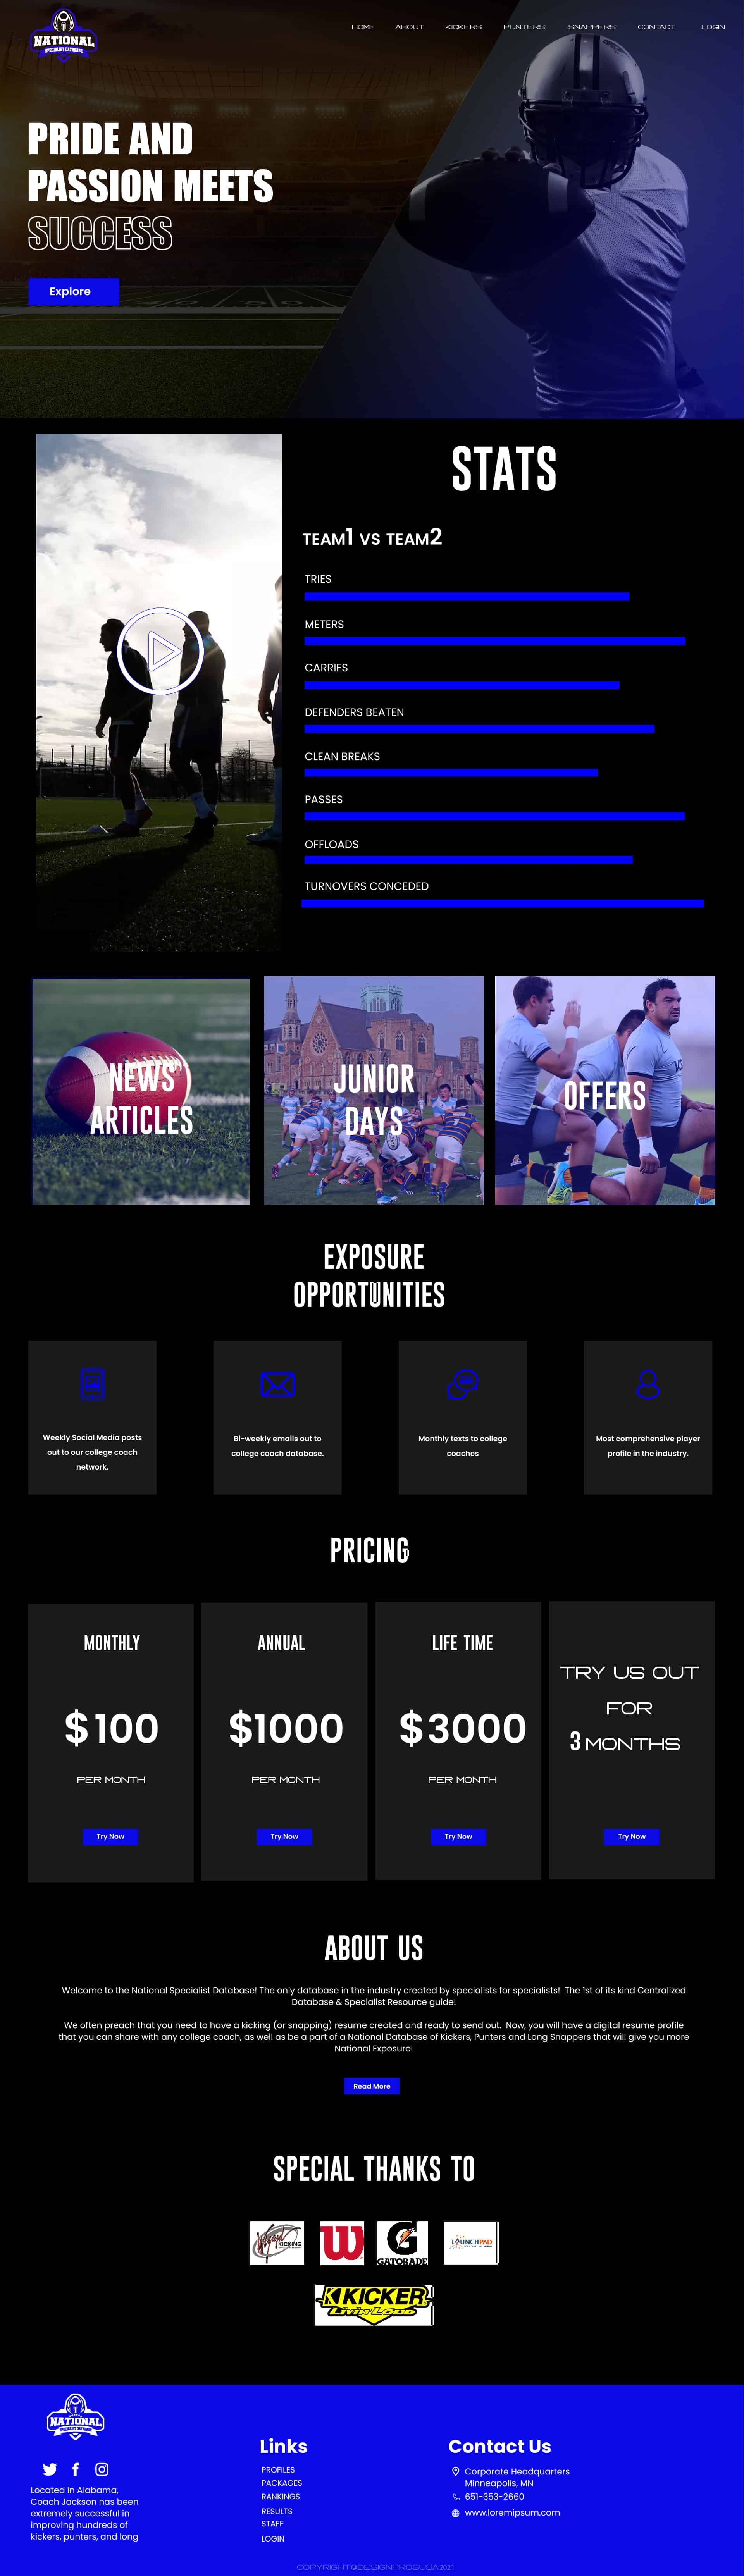 NATIONAL
SPECIALIST DATABASE
HOME ABOUT KICKERS PUNTERS SNAPPERS CONTACT LOGIN
PRIDE AND
PASSION MEETS
SUCCESS
Explore
STATS
TEAM1 VS TEAM2
TRIES
METERS
CARRIES
DEFENDERS BEATEN
CLEAN BREAKS
PASSES
OFFLOADS
TURNOVERS CONCEDED
NEWS
ARTICLES
JUNIOR
DAYS
OFFERS
EXPOSURE
OPPORTUNITIES
Weekly Social Media posts
out to our college coach
network.
Bi-weekly emails out to
college coach database.
Monthly texts to college
coaches
Most comprehensive player
profile in the industry.
PRICING
MONTHLY
$100
PER MONTH
Try Now
ANNUAL
$1000
PER MONTH
Try Now
LIFE TIME
$3000
PER MONTH
Try Now
TRY US OUT
FOR
3 MONTHS
Try Now
ABOUT US
Welcome to the National Specialist Database! The only database in the industry created by specialists for specialists! The 1st of its kind Centralized
Database & Specialist Resource guide!
We often preach that you need to have a kicking (or snapping) resume created and ready to send out. Now, you will have a digital resume profile
that you can share with any college coach, as well as be a part of a National Database of Kickers, Punters and Long Snappers that will give you more
National Exposure!
Read More
SPECIAL THANKS TO
KICKING
W
G
GATORADE
LAUNCHPAD
KICKER
LIVIN' LOUD
NATIONAL
SPECIALIST DATABASE
Located in Alabama,
Coach Jackson has been
extremely successful in
improving hundreds of
kickers, punters, and long
Links
PROFILES
PACKAGES
RANKINGS
RESULTS
STAFF
LOGIN
Contact Us
Corporate Headquarters
Minneapolis, MN
651-353-2660
www.loremipsum.com
COPYRIGHT@DESIGNPROSUSA 2021